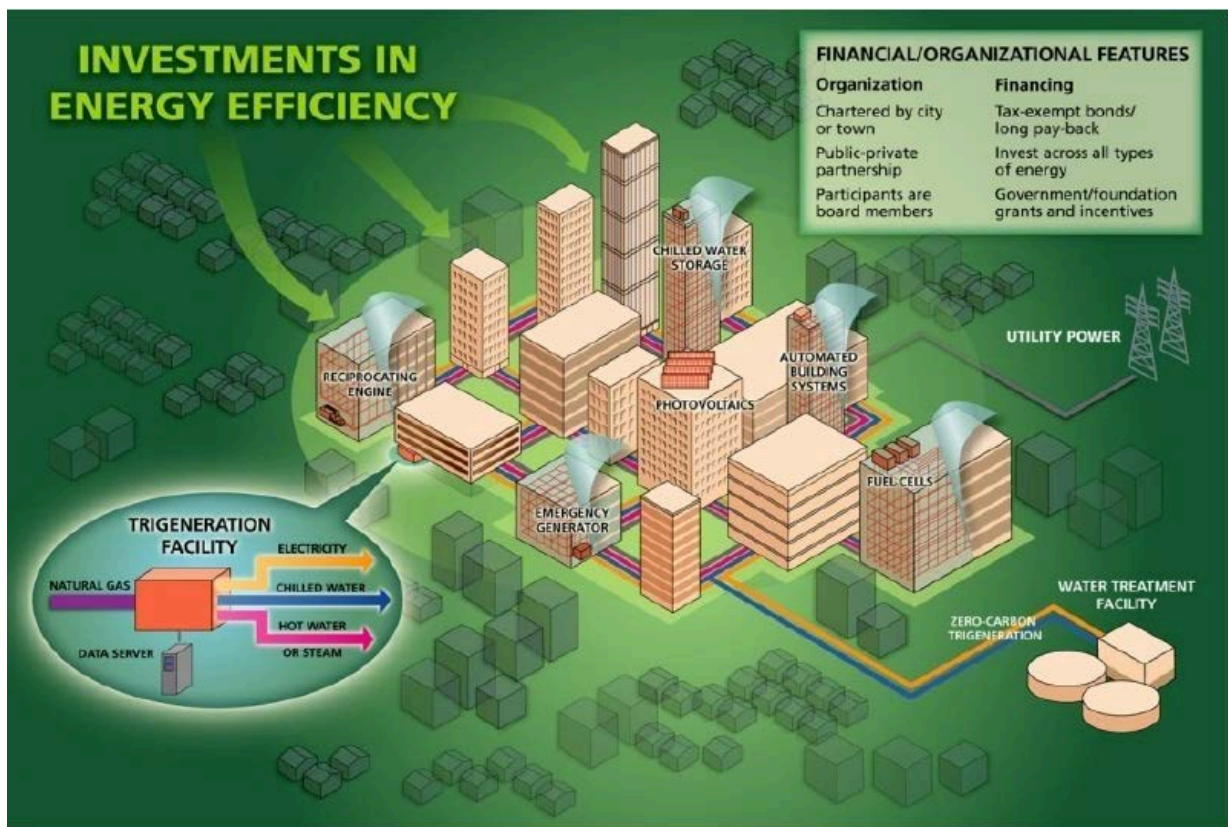 INVESTMENTS IN
ENERGY EFFICIENCY
FINANCIAL/ORGANIZATIONAL FEATURES
Organization
Chartered by city
or town
Public-private
partnership
Participants are
board members
Financing
Tax-exempt bonds/
long pay-back
Invest across all types
of energy
Government/foundation
grants and incentives
CHILLED WATER
STORAGE
UTILITY POWER
RECIPROCATING
ENGINE
AUTOMATED
BUILDING
SYSTEMS
PHOTOVOLTAICS
FUEL CELLS
EMERGENCY
GENERATOR
TRIGENERATION
FACILITY
ELECTRICITY
NATURAL GAS
CHILLED WATER
HOT WATER
OR STEAM
DATA SERVER
WATER TREATMENT
FACILITY
ZERO-CARBON
TRIGENERATION